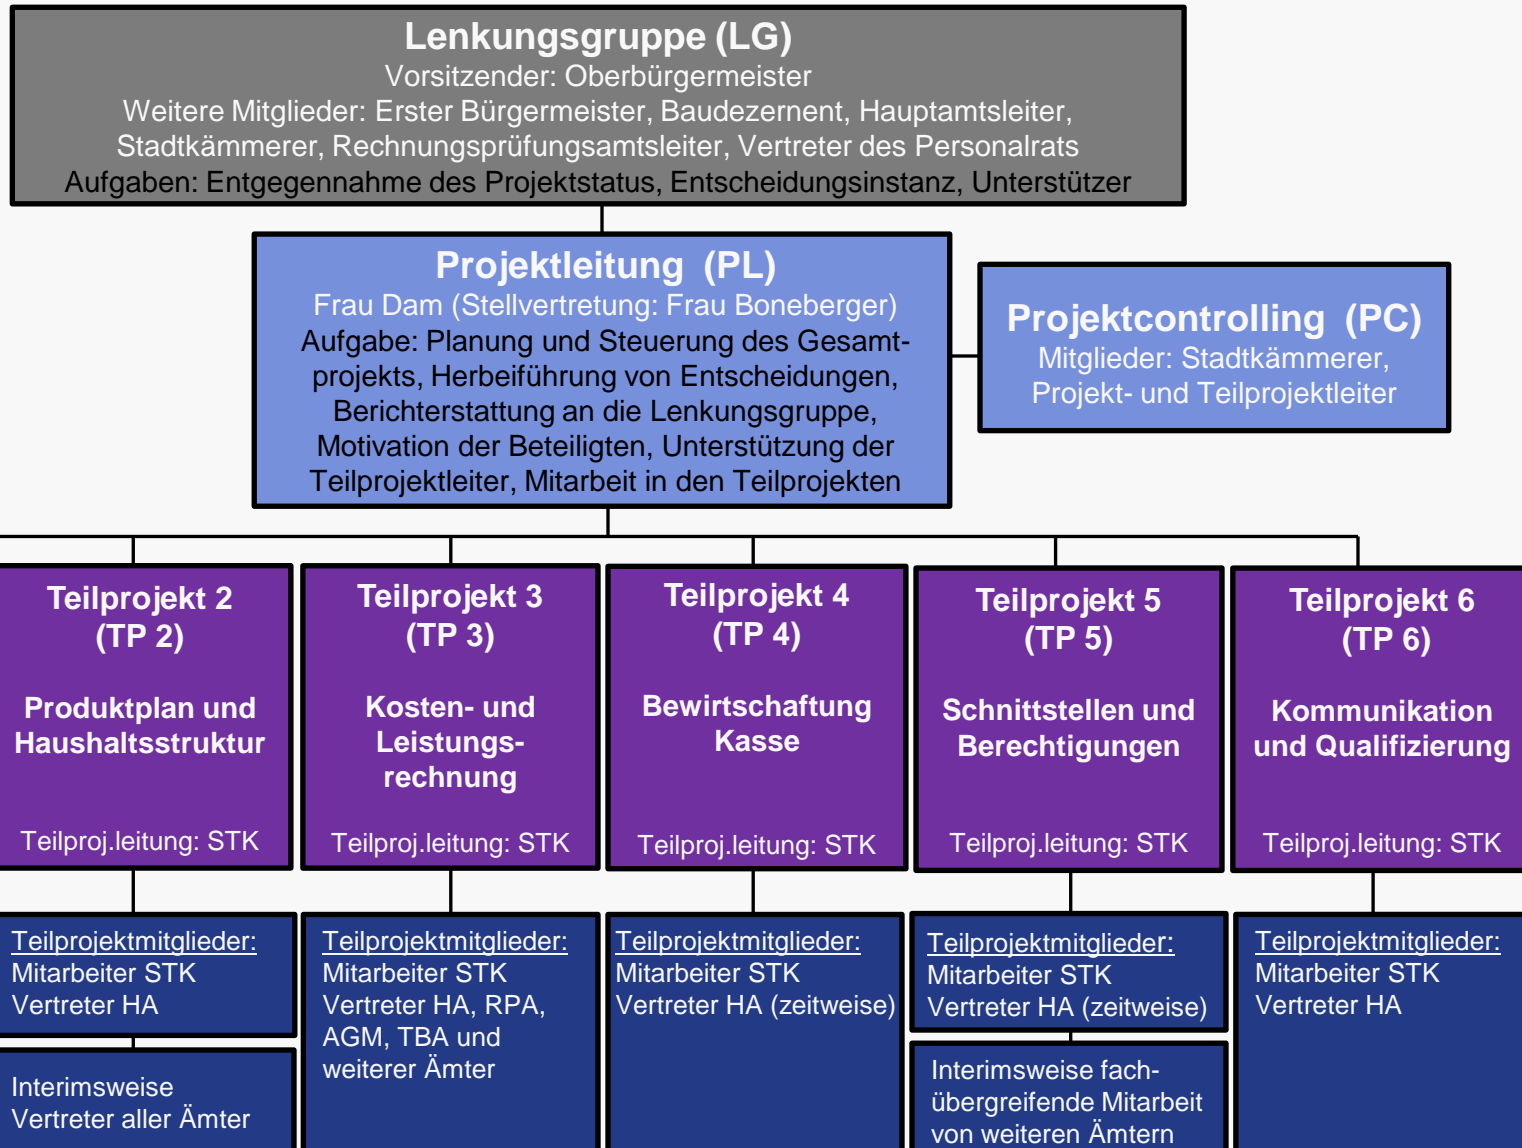 Lenkungsgruppe (LG)
Vorsitzender: Oberbürgermeister
Weitere Mitglieder: Erster Bürgermeister, Baudezernent, Hauptamtsleiter,
Stadtkämmerer, Rechnungsprüfungsamtsleiter, Vertreter des Personalrats
Aufgaben: Entgegennahme des Projektstatus, Entscheidungsinstanz, Unterstützer
Projektleitung (PL)
Frau Dam (Stellvertretung: Frau Boneberger)
Aufgabe: Planung und Steuerung des Gesamt-
projekts, Herbeiführung von Entscheidungen,
Berichterstattung an die Lenkungsgruppe,
Motivation der Beteiligten, Unterstützung der
Teilprojektleiter, Mitarbeit in den Teilprojekten
Projektcontrolling (PC)
Mitglieder: Stadtkämmerer,
Projekt- und Teilprojektleiter
Teilprojekt 2
(TP 2)
Produktplan und
Haushaltsstruktur
Teilproj.leitung: STK
Teilprojekt 3
(TP 3)
Kosten- und
Leistungs-
rechnung
Teilproj.leitung: STK
Teilprojekt 4
(TP 4)
Bewirtschaftung
Kasse
Teilproj.leitung: STK
Teilprojekt 5
(TP 5)
Schnittstellen und
Berechtigungen
Teilproj.leitung: STK
Teilprojekt 6
(TP 6)
Kommunikation
und Qualifizierung
Teilproj.leitung: STK
Teilprojektmitglieder:
Mitarbeiter STK
Vertreter HA
Interimsweise
Vertreter aller Ämter
Teilprojektmitglieder:
Mitarbeiter STK
Vertreter HA, RPA,
AGM, TBA und
weiterer Ämter
Teilprojektmitglieder:
Mitarbeiter STK
Vertreter HA (zeitweise)
Teilprojektmitglieder:
Mitarbeiter STK
Vertreter HA (zeitweise)
Interimsweise fach-
übergreifende Mitarbeit
von weiteren Ämtern
Teilprojektmitglieder:
Mitarbeiter STK
Vertreter HA